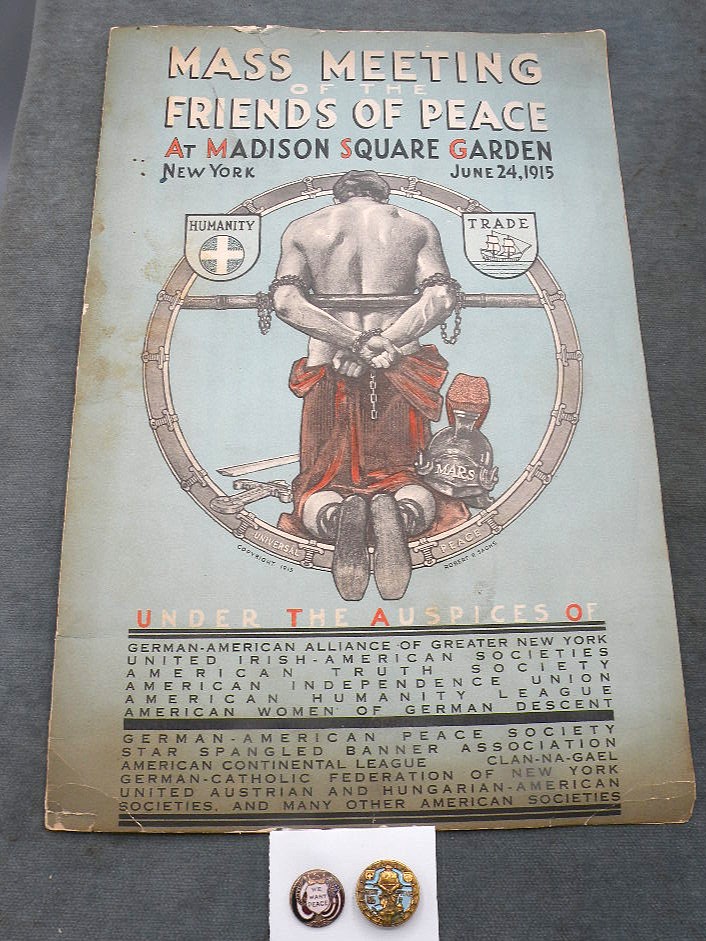 MASS MEETING
OF THE
FRIENDS OF PEACE
AT MADISON SQUARE GARDEN
NEW YORK JUNE 24, 1915
HUMANITY
TRADE
MARS
UNIVERSAL PEACE
COPYRIGHT 1915 ROBERT R. SACHS
UNDER THE AUSPICES OF
GERMAN-AMERICAN ALLIANCE OF GREATER NEW YORK
UNITED IRISH-AMERICAN SOCIETIES
AMERICAN TRUTH SOCIETY
AMERICAN INDEPENDENCE UNION
AMERICAN HUMANITY LEAGUE
AMERICAN WOMEN OF GERMAN DESCENT
GERMAN-AMERICAN PEACE SOCIETY
STAR SPANGLED BANNER ASSOCIATION
AMERICAN CONTINENTAL LEAGUE CLAN-NA-GAEL
GERMAN-CATHOLIC FEDERATION OF NEW YORK
UNITED AUSTRIAN AND HUNGARIAN-AMERICAN
SOCIETIES, AND MANY OTHER AMERICAN SOCIETIES
WE
WANT
PEACE